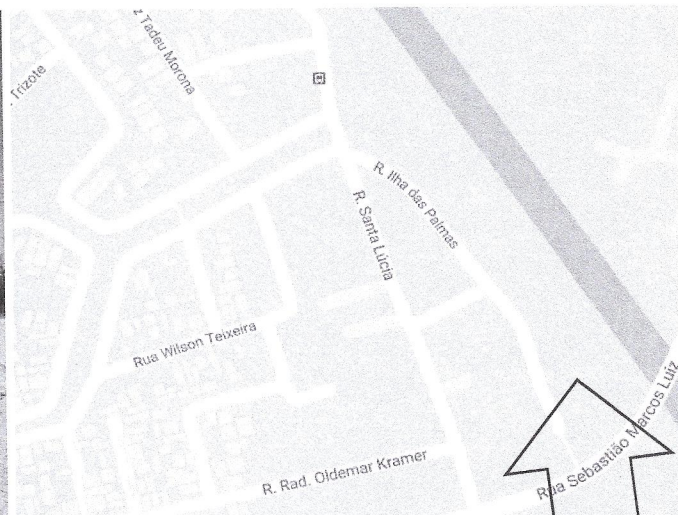 z Tadeu Morona
. Trizote
R. Ilha das Palmas
R. Santa Lúcia
Rua Wilson Teixeira
R. Rad. Oldemar Kramer
Rua Sebastião Marcos Luiz